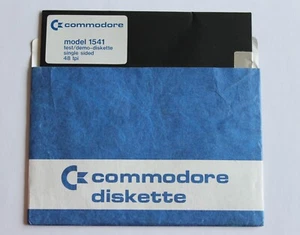 commodore
model 1541
test/demo-diskette
single sided
48 tpi
commodore
diskette